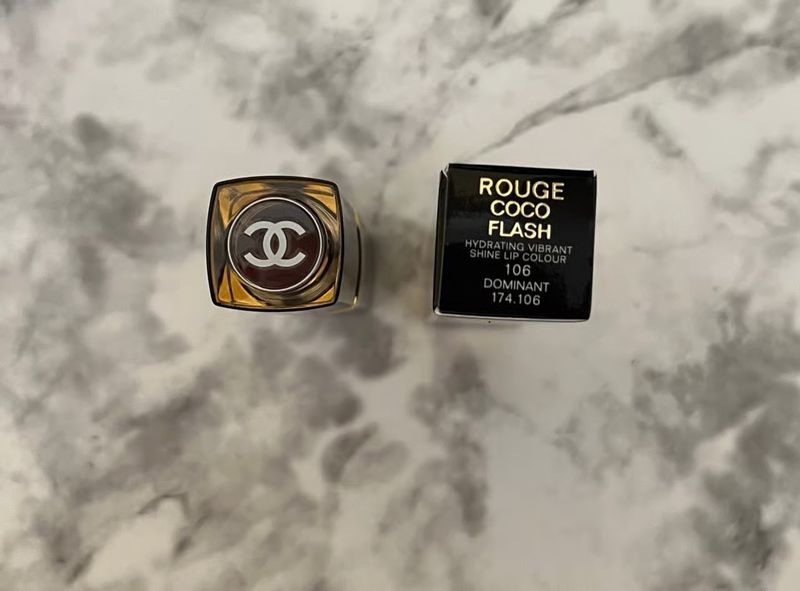 ROUGE
COCO
FLASH
HYDRATING VIBRANT
SHINE LIP COLOUR
106
DOMINANT
174.106